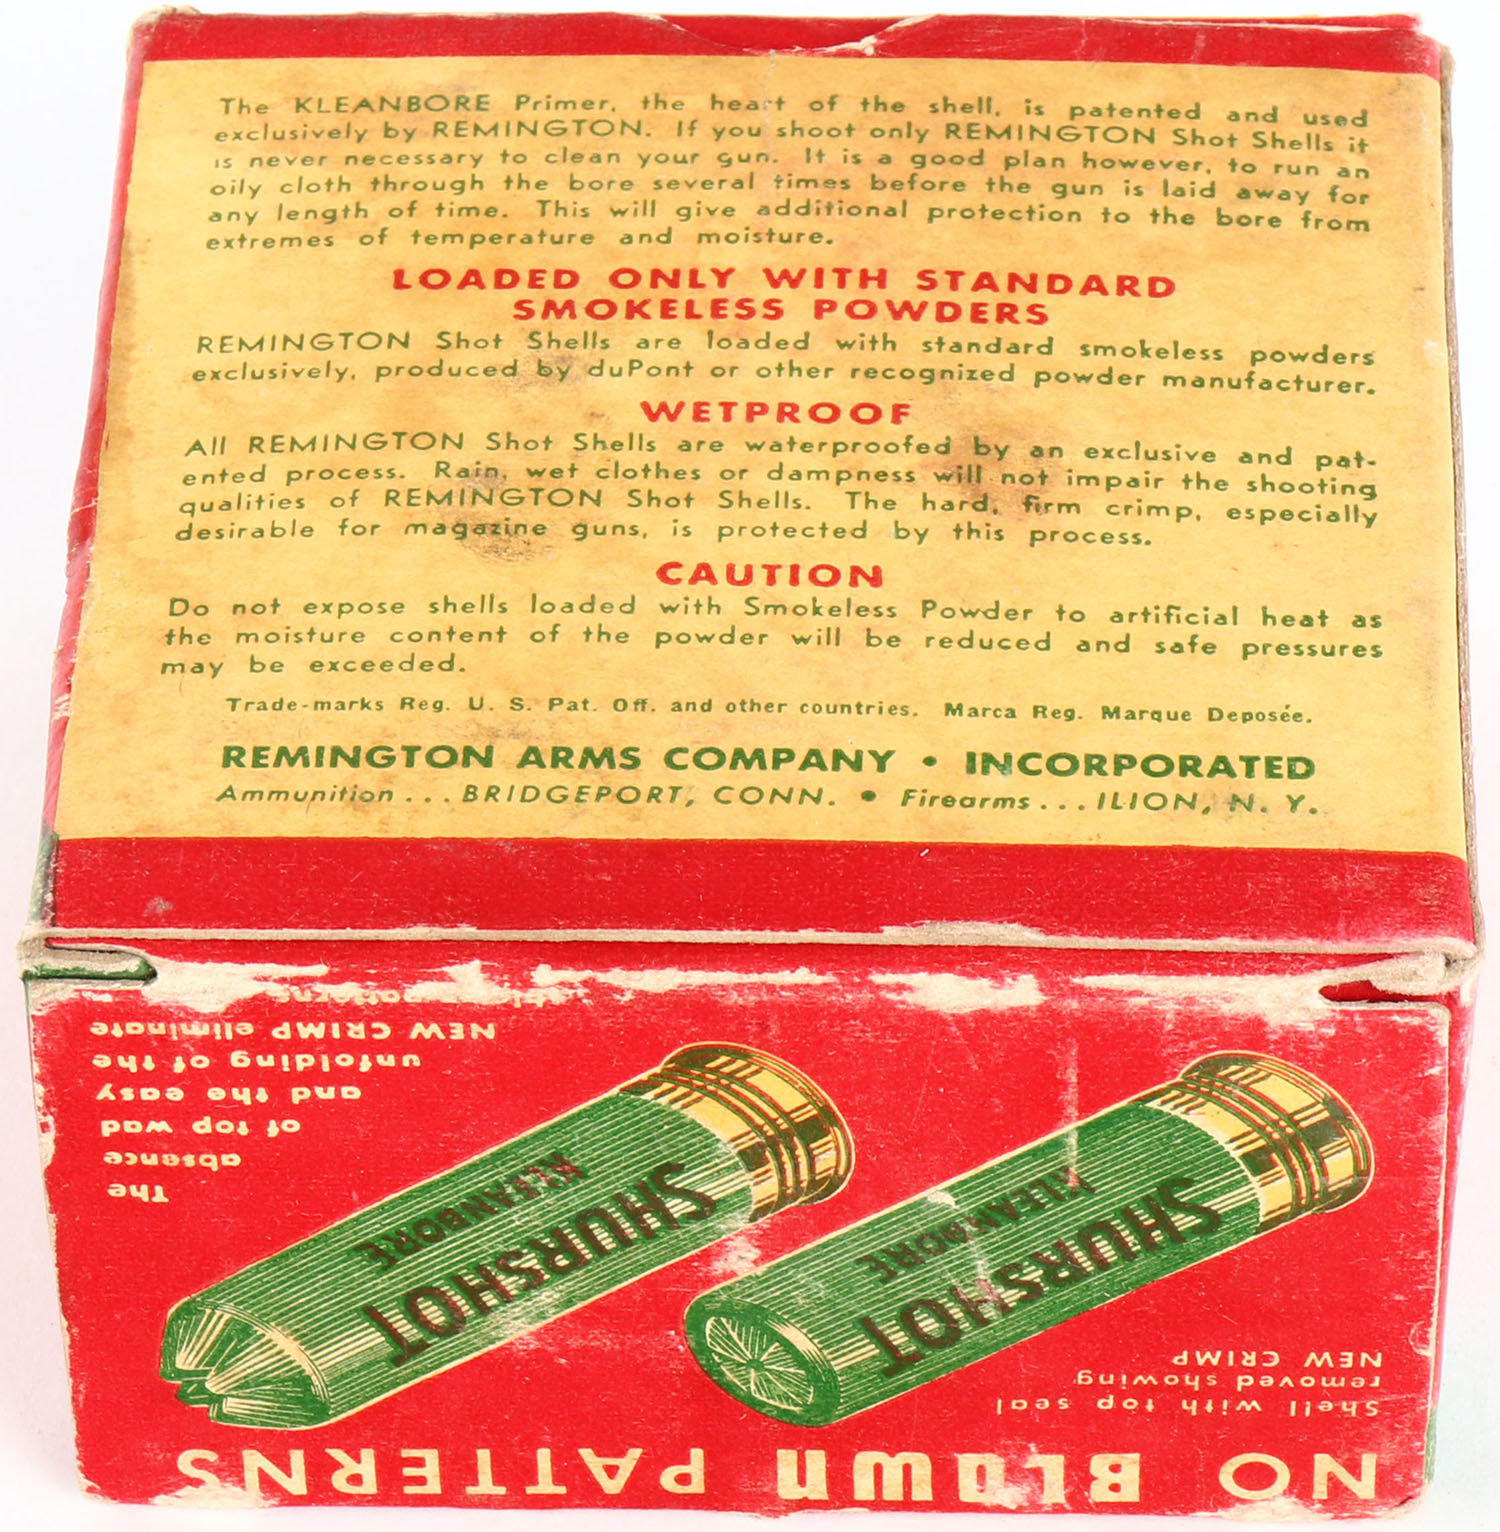 The KLEANBORE Primer, the heart of the shell, is patented and used
exclusively by REMINGTON. If you shoot only REMINGTON Shot Shells it
is never necessary to clean your gun. It is a good plan however, to run an
oily cloth through the bore several times before the gun is laid away for
any length of time. This will give additional protection to the bore from
extremes of temperature and moisture.
LOADED ONLY WITH STANDARD
SMOKELESS POWDERS
REMINGTON Shot Shells are loaded with standard smokeless powders
exclusively, produced by duPont or other recognized powder manufacturer.
WETPROOF
All REMINGTON Shot Shells are waterproofed by an exclusive and pat-
ented process. Rain, wet clothes or dampness will not impair the shooting
qualities of REMINGTON Shot Shells. The hard, firm crimp, especially
desirable for magazine guns, is protected by this process.
CAUTION
Do not expose shells loaded with Smokeless Powder to artificial heat as
the moisture content of the powder will be reduced and safe pressures
may be exceeded.
Trade-marks Reg. U. S. Pat. Off. and other countries. Marca Reg. Marque Deposée.
REMINGTON ARMS COMPANY • INCORPORATED
Ammunition . . . BRIDGEPORT, CONN. • Firearms . . . ILION, N. Y.
NO BLOWN PATTERNS
Shell with top seal
removed showing
NEW CRIMP
SHURSHOT
KLEANBORE
SHURSHOT
KLEANBORE
The
absence
of top wad
and the easy
unfolding of the
NEW CRIMP eliminate
patterns